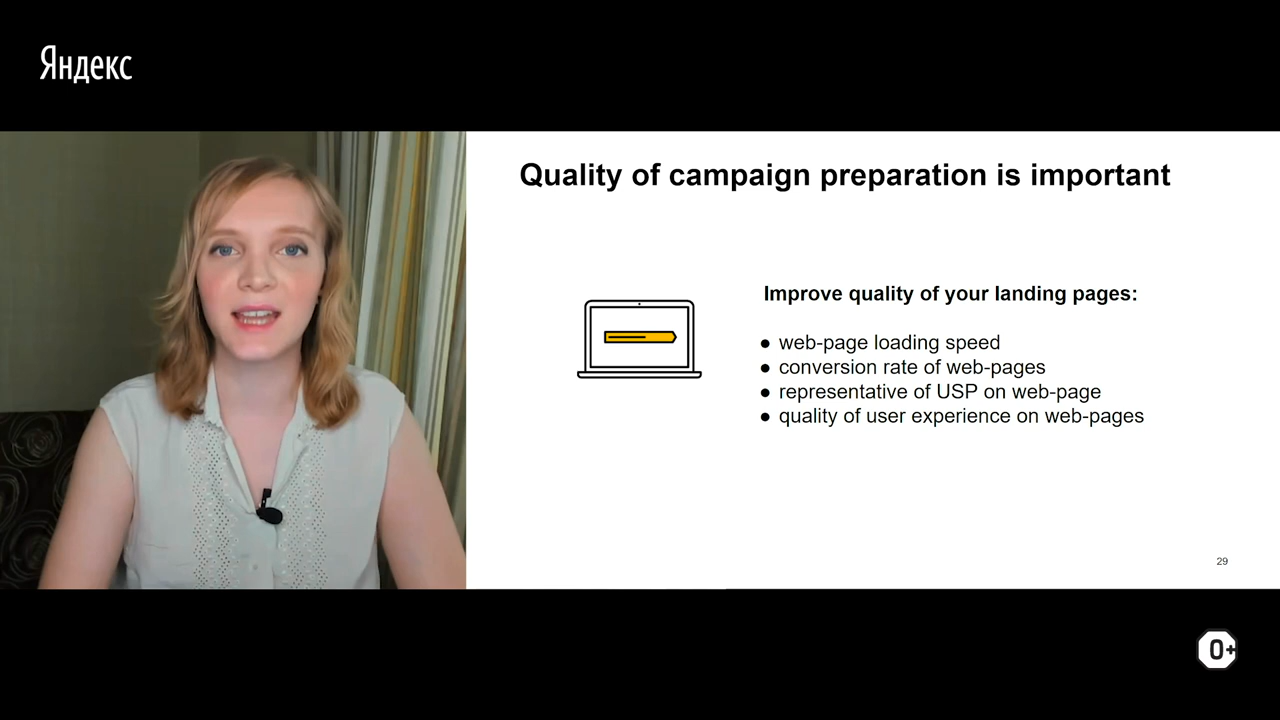 Яндекс
Quality of campaign preparation is important
Improve quality of your landing pages:
● web-page loading speed
● conversion rate of web-pages
● representative of USP on web-page
● quality of user experience on web-pages
29
0+